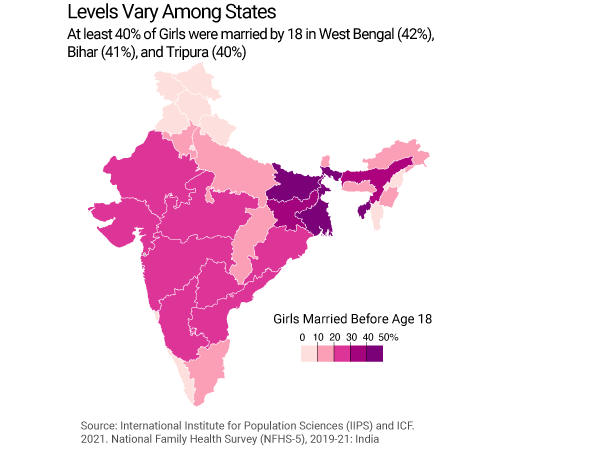 Levels Vary Among States
At least 40% of Girls were married by 18 in West Bengal (42%),
Bihar (41%), and Tripura (40%)
Girls Married Before Age 18
0 10 20 30 40 50%
Source: International Institute for Population Sciences (IIPS) and ICF.
2021. National Family Health Survey (NFHS-5), 2019-21: India